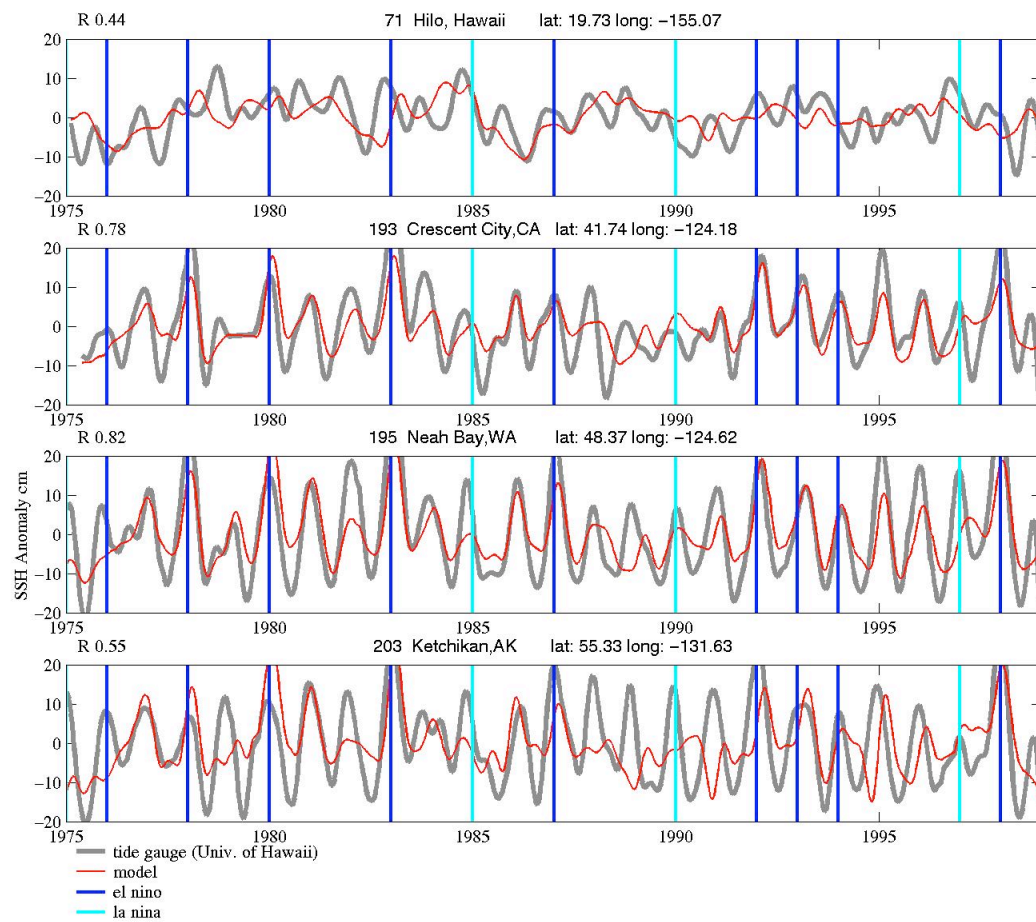 R 0.44 71 Hilo, Hawaii lat: 19.73 long: −155.07
20
10
0
−10
−20
1975 1980 1985 1990 1995
R 0.78 193 Crescent City,CA lat: 41.74 long: −124.18
20
10
0
−10
−20
1975 1980 1985 1990 1995
R 0.82 195 Neah Bay,WA lat: 48.37 long: −124.62
20
10
0
−10
−20
SSH Anomaly cm
1975 1980 1985 1990 1995
R 0.55 203 Ketchikan,AK lat: 55.33 long: −131.63
20
10
0
−10
−20
1975 1980 1985 1990 1995
tide gauge (Univ. of Hawaii)
model
el nino
la nina